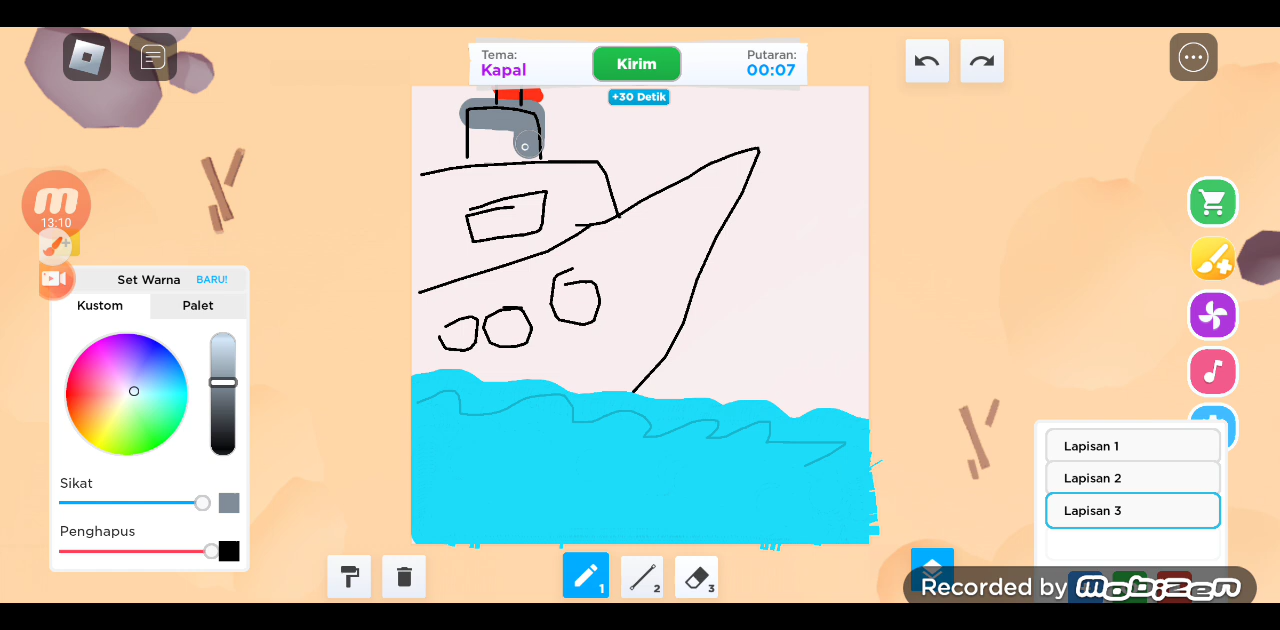 Tema:
Kapal
Kirim
Putaran:
00:07
+30 Detik
13:10
Set Warna
BARU!
Kustom
Palet
Sikat
Penghapus
Lapisan 1
Lapisan 2
Lapisan 3
1
2
3
Recorded by mobizen